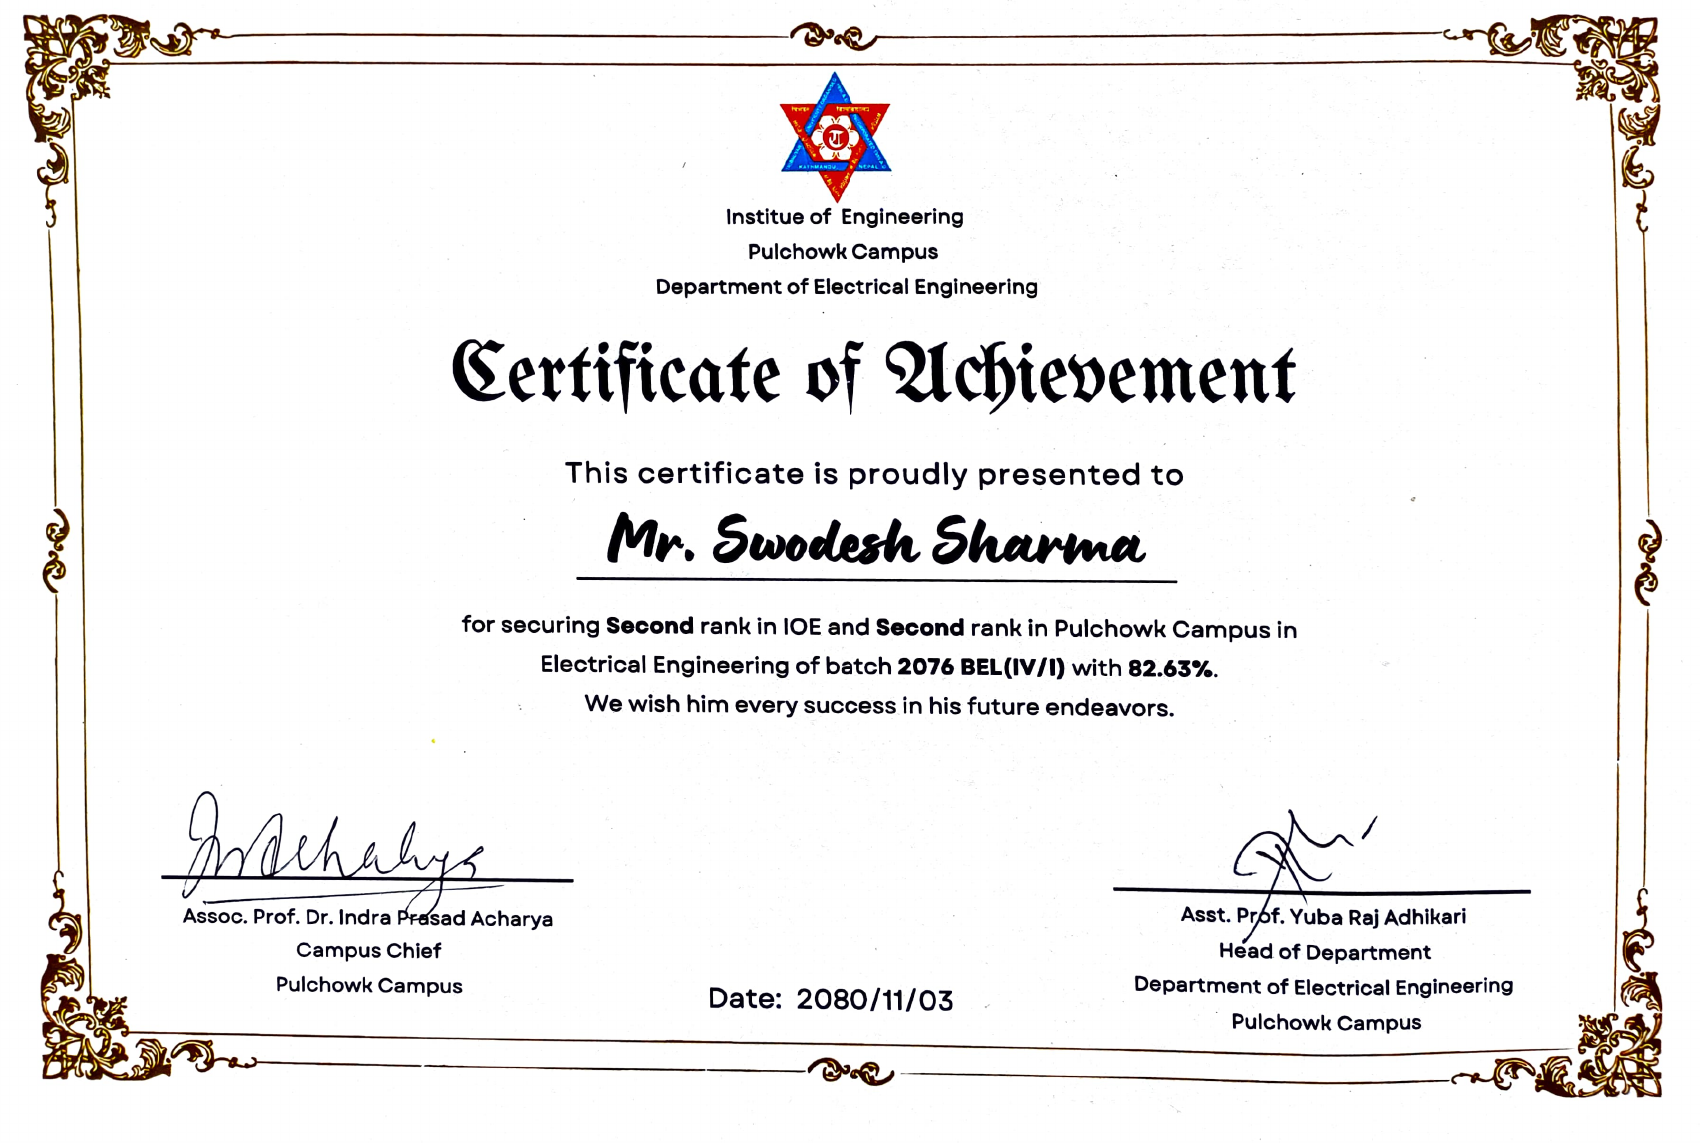 KATHMANDU, NEPAL
Institue of Engineering
Pulchowk Campus
Department of Electrical Engineering
Certificate of Achievement
This certificate is proudly presented to
Mr. Swodesh Sharma
for securing Second rank in IOE and Second rank in Pulchowk Campus in
Electrical Engineering of batch 2076 BEL(IV/I) with 82.63%.
We wish him every success in his future endeavors.
Assoc. Prof. Dr. Indra Prasad Acharya
Campus Chief
Pulchowk Campus
Date: 2080/11/03
Asst. Prof. Yuba Raj Adhikari
Head of Department
Department of Electrical Engineering
Pulchowk Campus